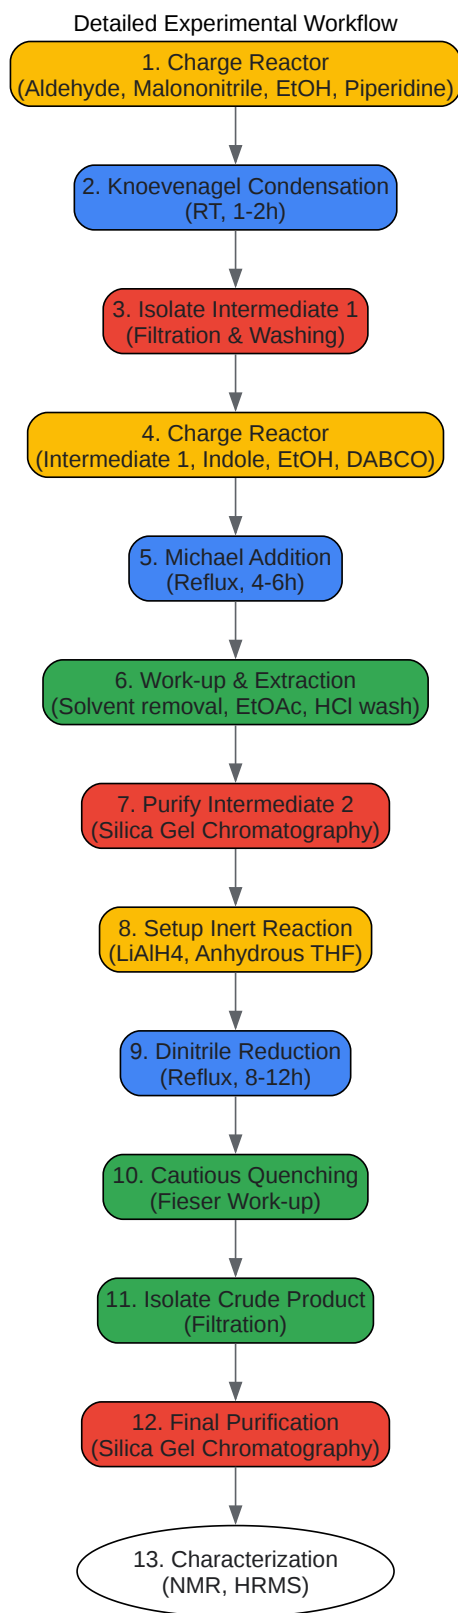 Detailed Experimental Workflow
1. Charge Reactor
(Aldehyde, Malononitrile, EtOH, Piperidine)
2. Knoevenagel Condensation
(RT, 1-2h)
3. Isolate Intermediate 1
(Filtration & Washing)
4. Charge Reactor
(Intermediate 1, Indole, EtOH, DABCO)
5. Michael Addition
(Reflux, 4-6h)
6. Work-up & Extraction
(Solvent removal, EtOAc, HCl wash)
7. Purify Intermediate 2
(Silica Gel Chromatography)
8. Setup Inert Reaction
(LiAlH4, Anhydrous THF)
9. Dinitrile Reduction
(Reflux, 8-12h)
10. Cautious Quenching
(Fieser Work-up)
11. Isolate Crude Product
(Filtration)
12. Final Purification
(Silica Gel Chromatography)
13. Characterization
(NMR, HRMS)